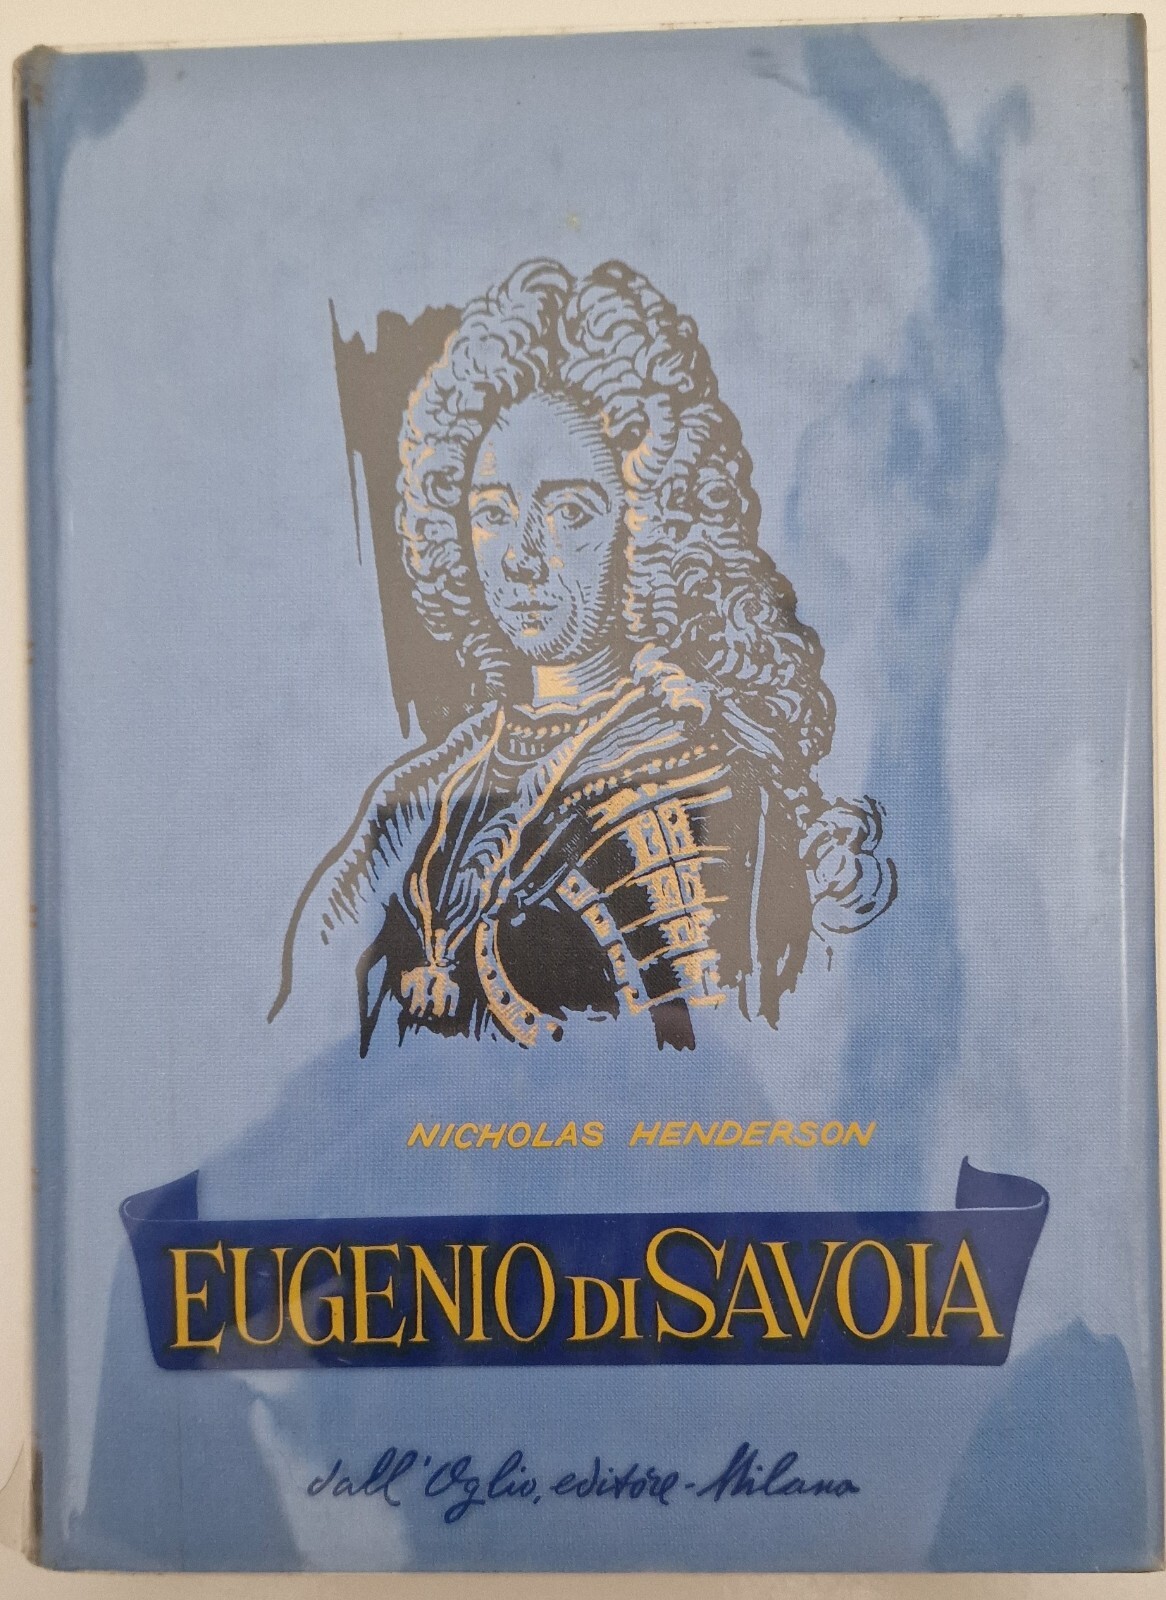 NICHOLAS HENDERSON
EUGENIO DI SAVOIA
dall'Oglio, editore - Milano